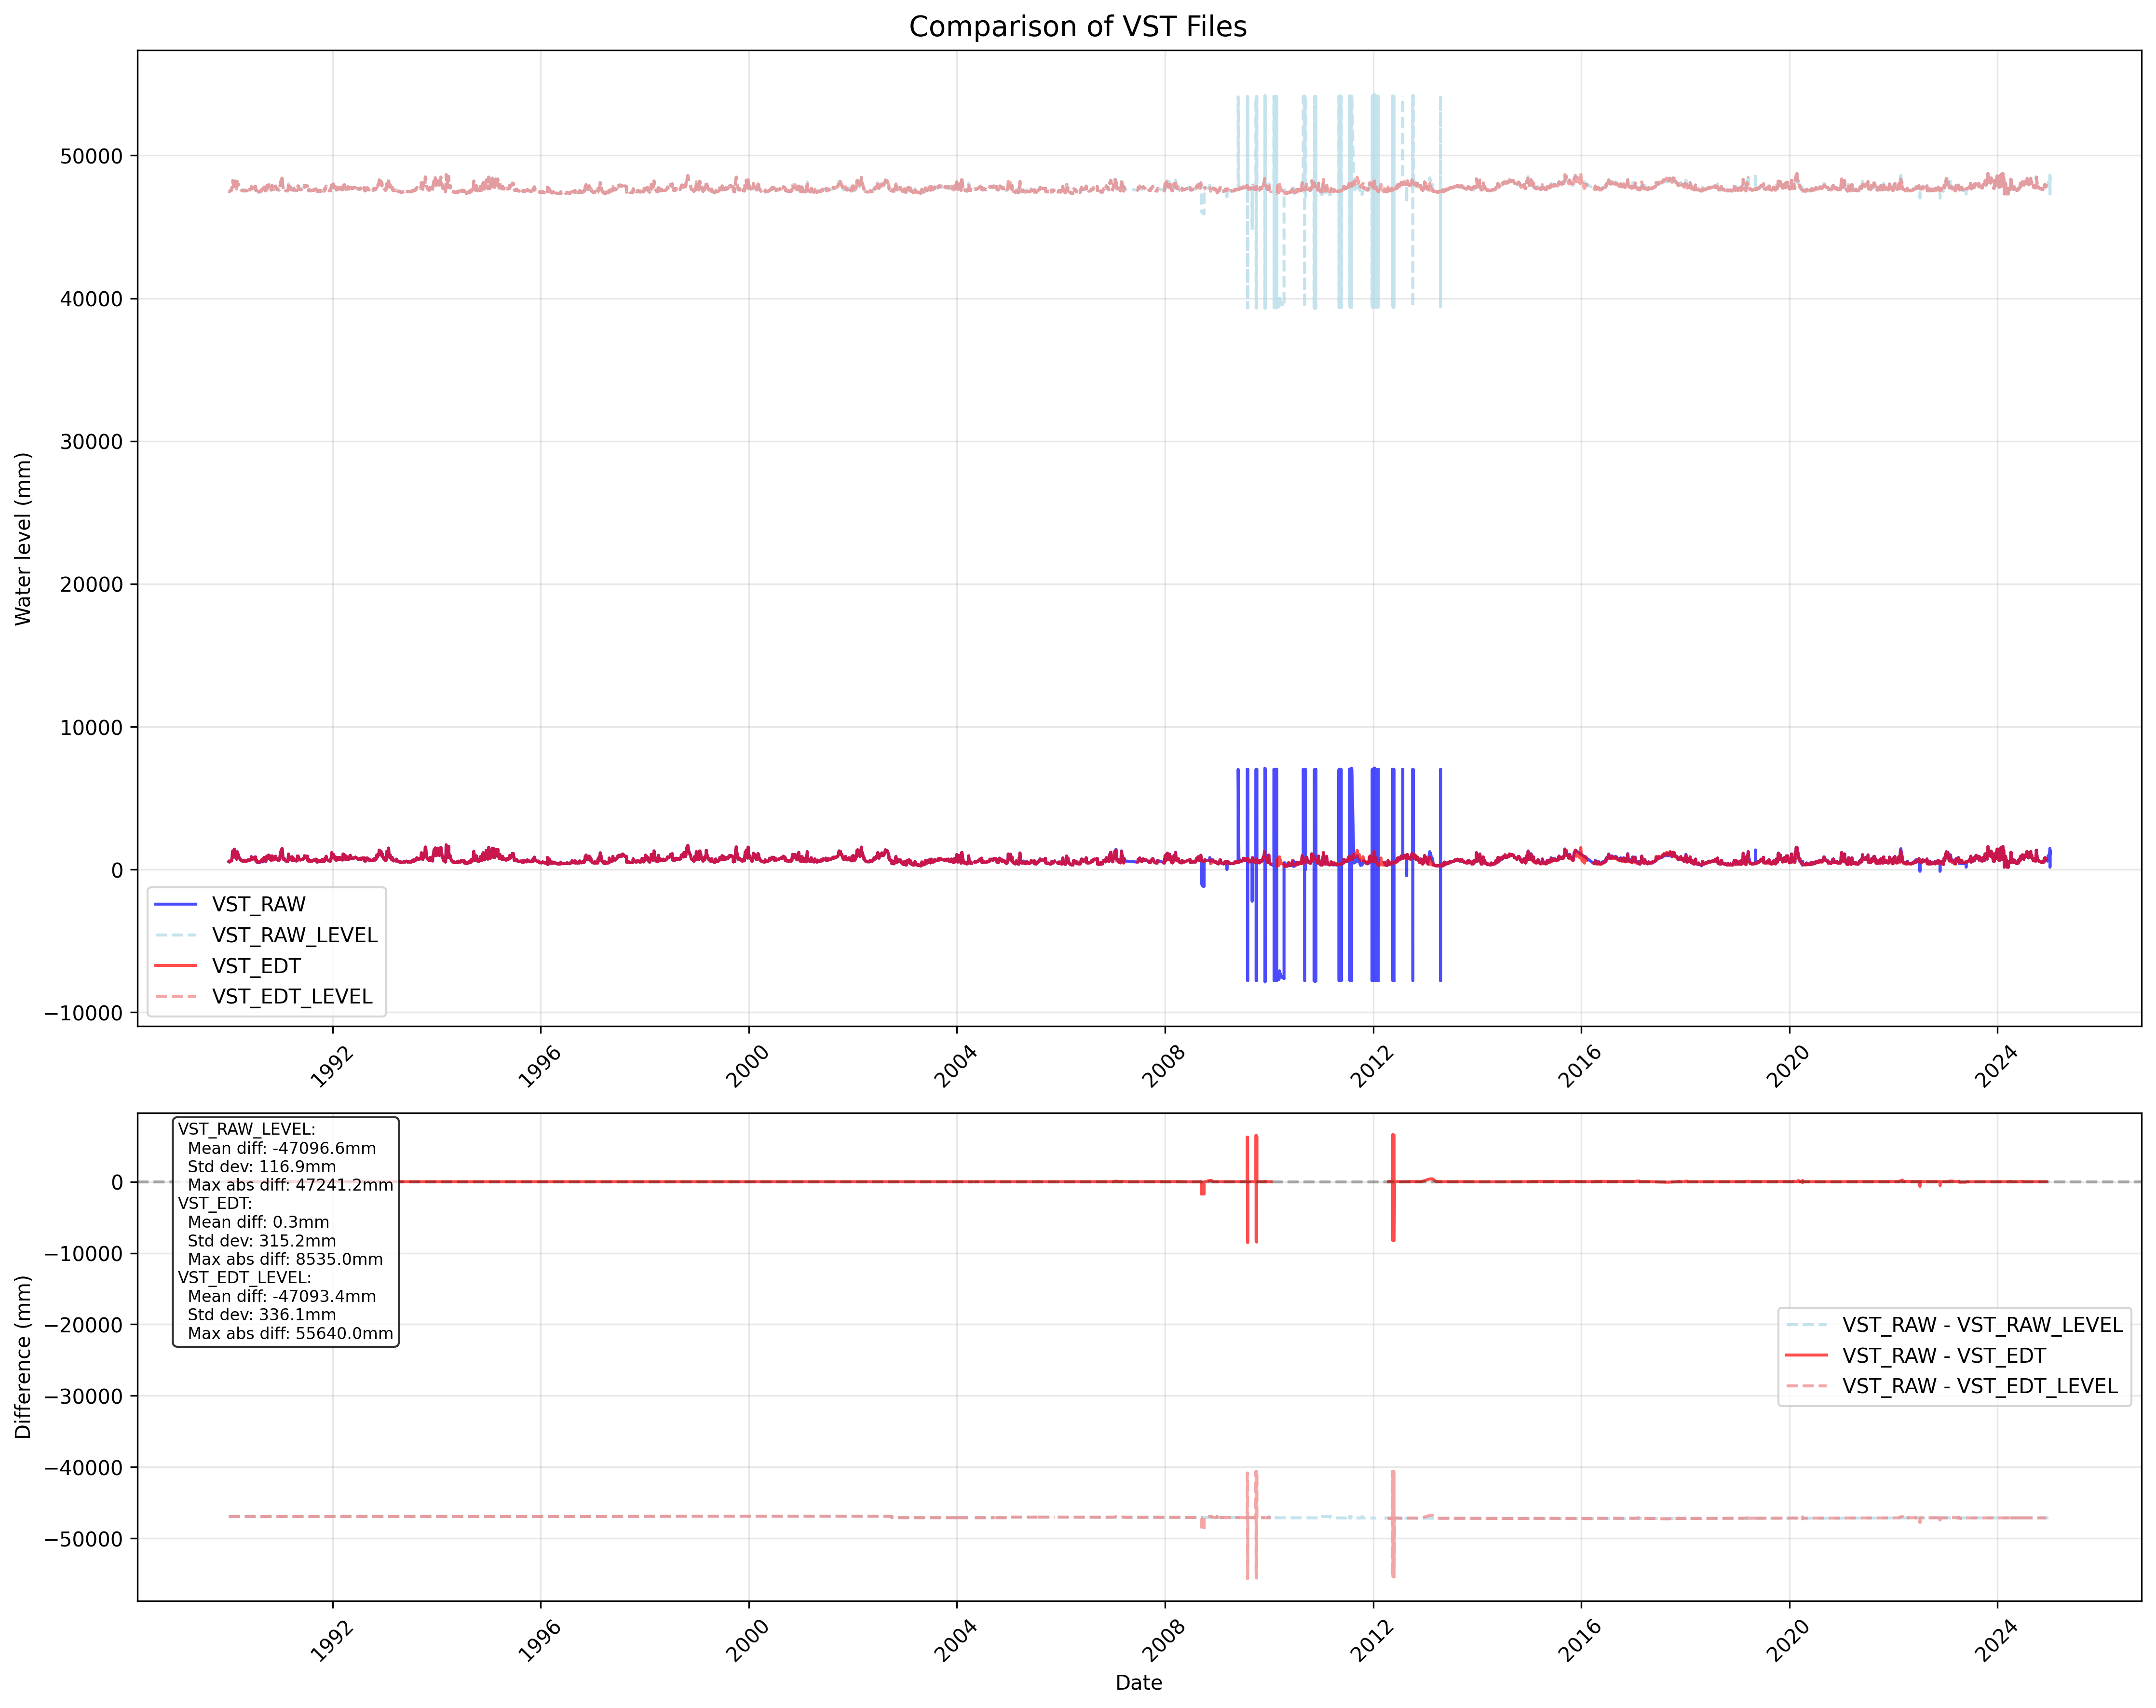 Comparison of VST Files
Water level (mm)
50000
40000
30000
20000
10000
0
−10000
VST_RAW
VST_RAW_LEVEL
VST_EDT
VST_EDT_LEVEL
1992
1996
2000
2004
2008
2012
2016
2020
2024
Difference (mm)
0
−10000
−20000
−30000
−40000
−50000
VST_RAW_LEVEL:
Mean diff: -47096.6mm
Std dev: 116.9mm
Max abs diff: 47241.2mm
VST_EDT:
Mean diff: 0.3mm
Std dev: 315.2mm
Max abs diff: 8535.0mm
VST_EDT_LEVEL:
Mean diff: -47093.4mm
Std dev: 336.1mm
Max abs diff: 55640.0mm
VST_RAW - VST_RAW_LEVEL
VST_RAW - VST_EDT
VST_RAW - VST_EDT_LEVEL
1992
1996
2000
2004
2008
2012
2016
2020
2024
Date